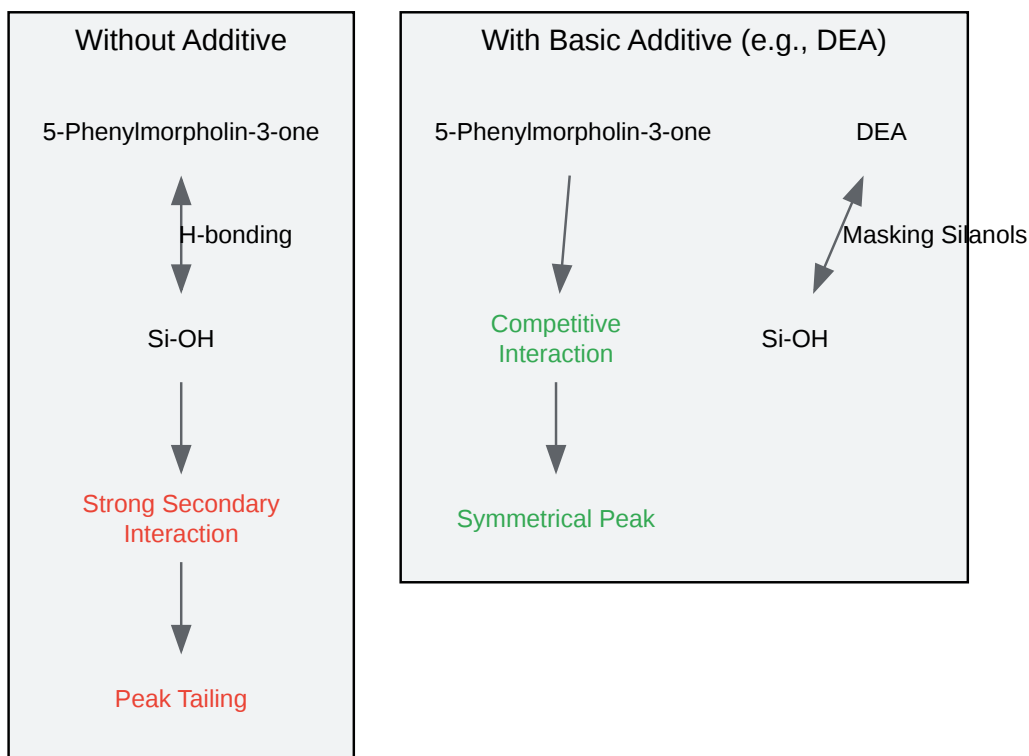 Without Additive
5-Phenylmorpholin-3-one
H-bonding
Si-OH
Strong Secondary
Interaction
Peak Tailing
With Basic Additive (e.g., DEA)
5-Phenylmorpholin-3-one
DEA
Masking Silanols
Competitive
Interaction
Si-OH
Symmetrical Peak